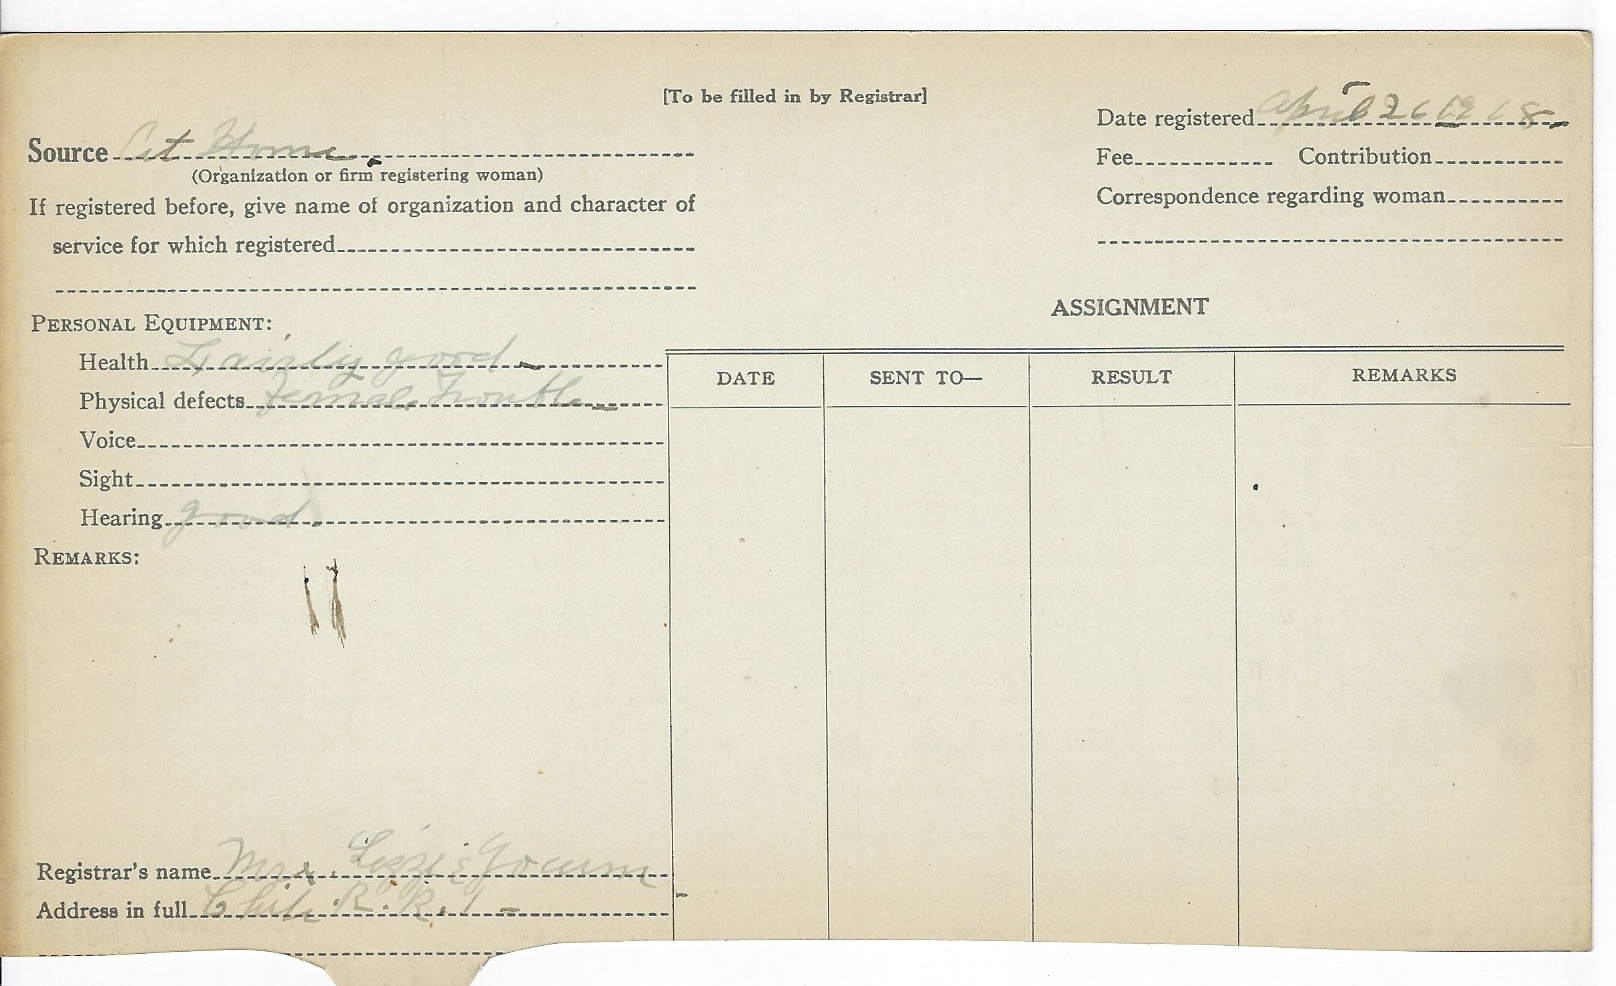 [To be filled in by Registrar]
Date registered April 26 1918.
Source At Home.
(Organization or firm registering woman)
Fee Contribution
If registered before, give name of organization and character of
service for which registered
Correspondence regarding woman
PERSONAL EQUIPMENT:
Health Fairly good
Physical defects Female Trouble
Voice
Sight
Hearing good.
REMARKS:
ASSIGNMENT
DATE SENT TO— RESULT REMARKS
Registrar's name Mrs. Lizzie Yocum
Address in full Chili R. R. 1